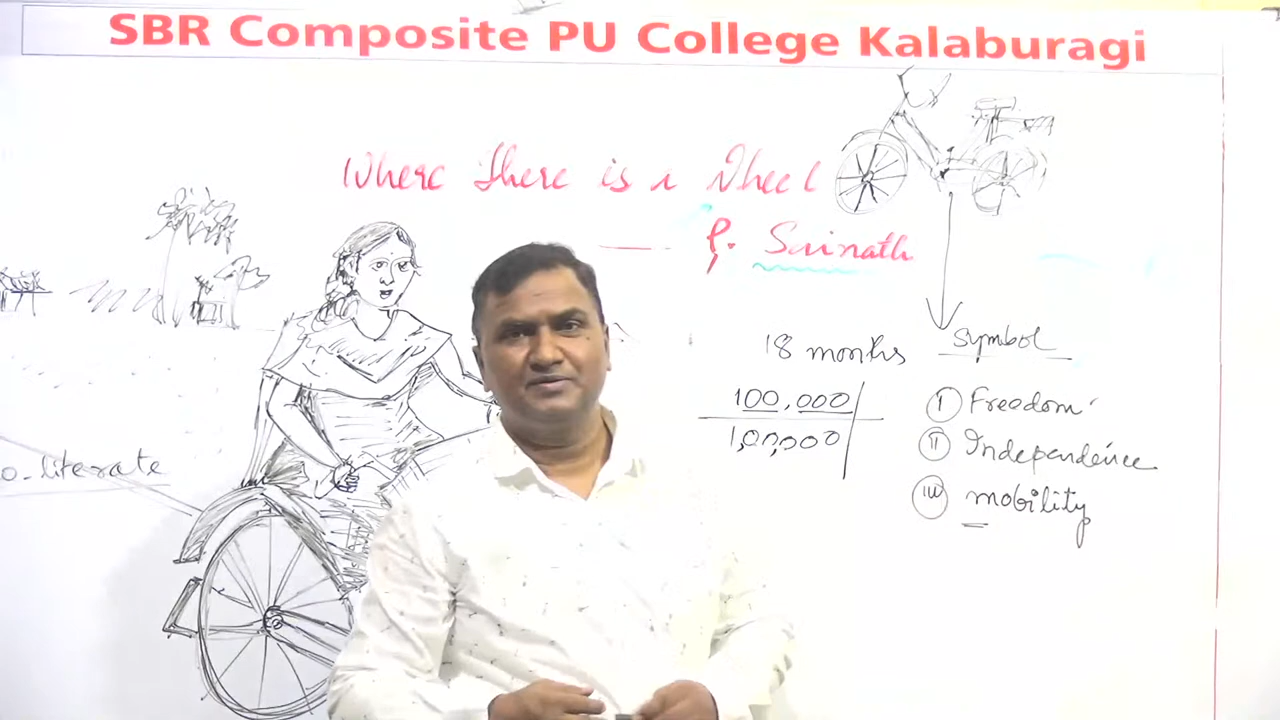 SBR Composite PU College Kalaburagi
Where There is a Wheel
P. Sainath
18 months
symbol
100,000
1,00,000
I Freedom
II Independence
III mobility
o-literate